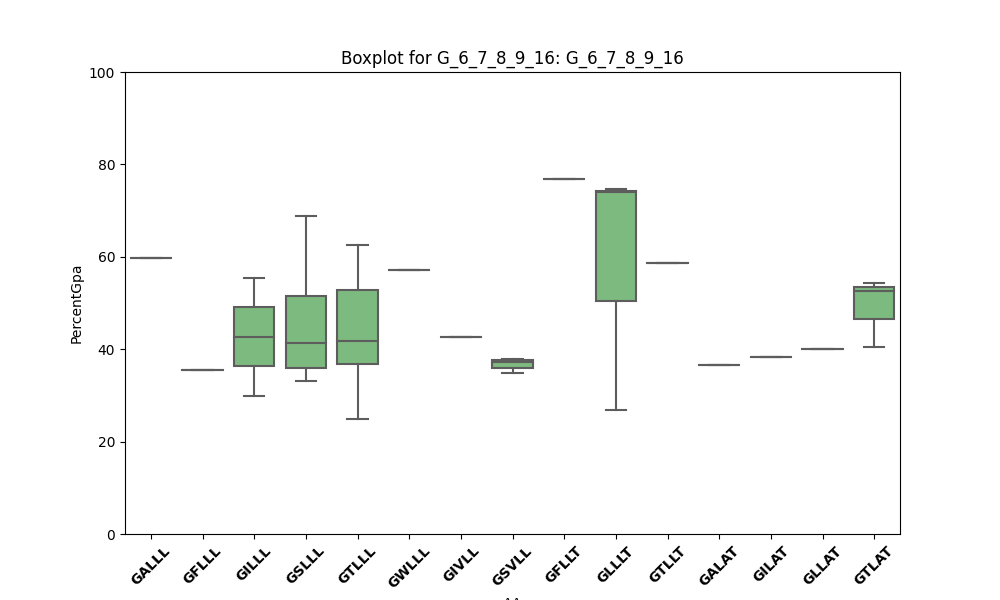 Boxplot for G_6_7_8_9_16: G_6_7_8_9_16
100
80
60
40
20
0
PercentGpa
GALLL
GFLLL
GILLL
GSLLL
GTLLL
GWLLL
GIVLL
GSVLL
GFLLT
GLLLT
GTLLT
GALAT
GILAT
GLLAT
GTLAT